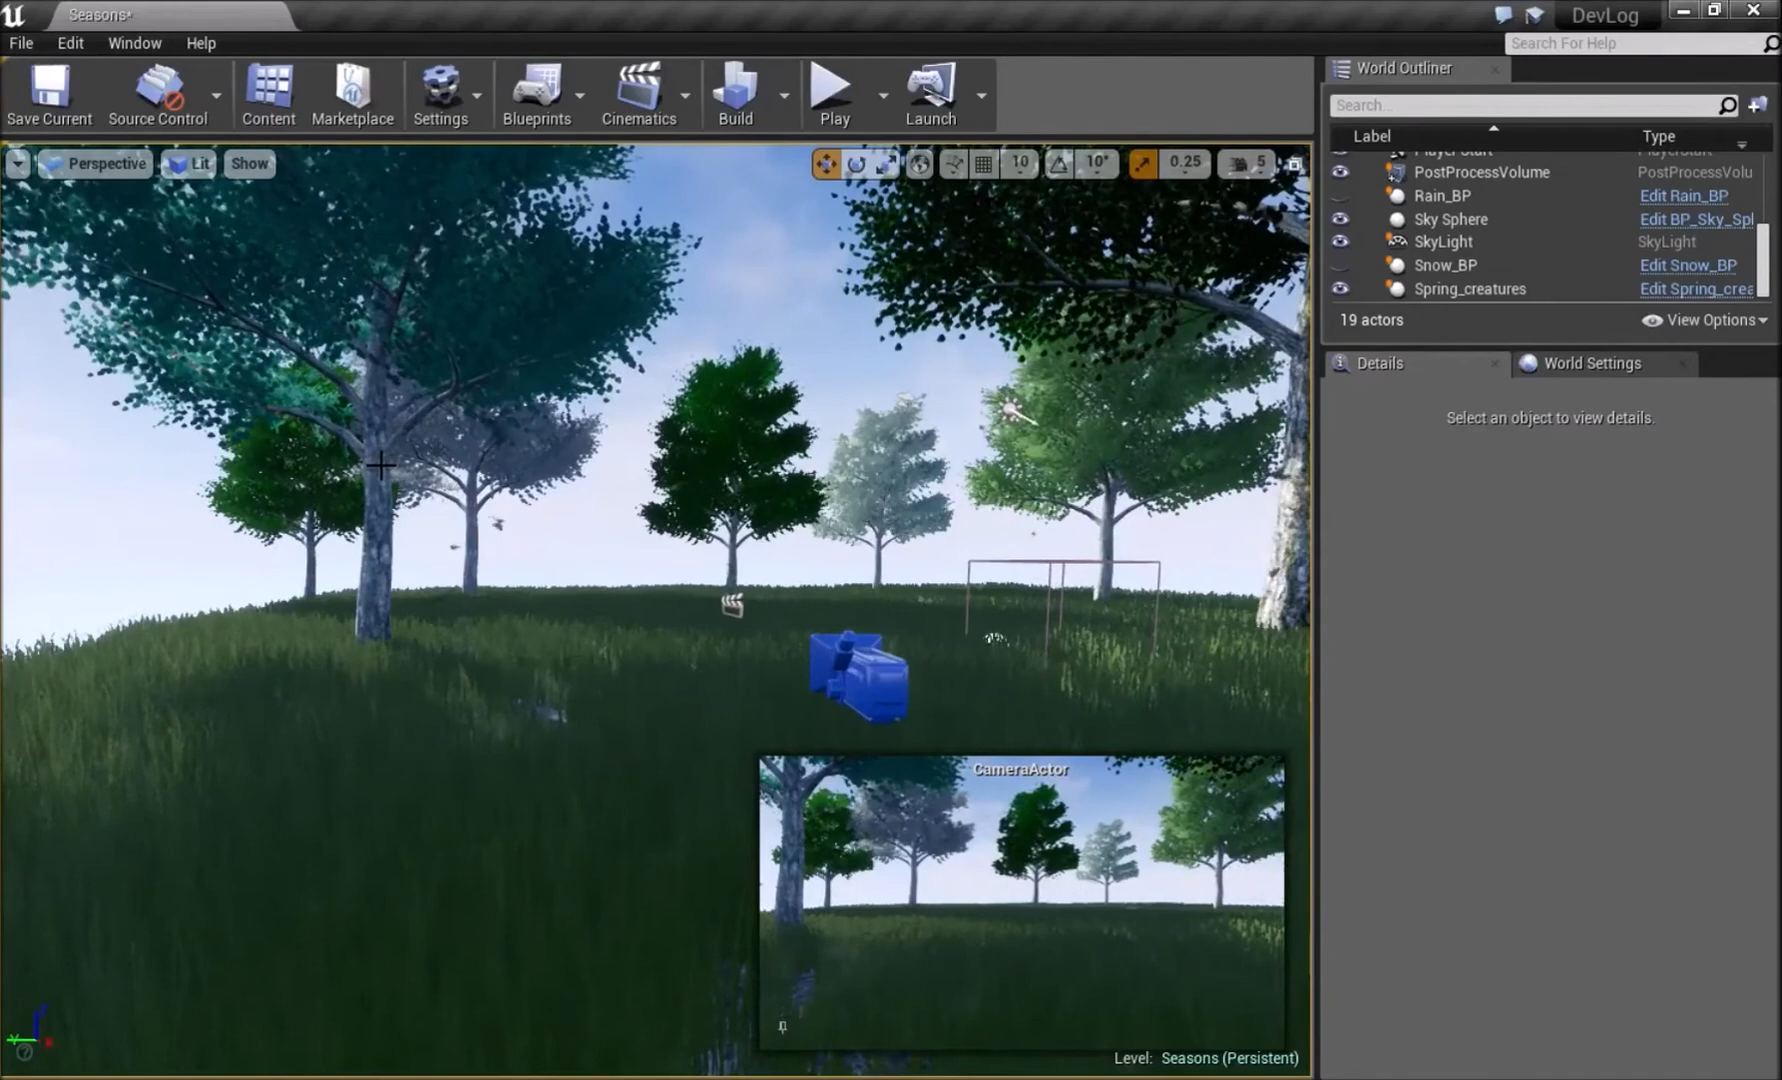 Seasons*
DevLog
File Edit Window Help
Search For Help
Save Current Source Control Content Marketplace Settings Blueprints Cinematics Build Play Launch
World Outliner
Search...
Label Type
PlayerStart PlayerStart
PostProcessVolume PostProcessVolu
Rain_BP Edit Rain_BP
Sky Sphere Edit BP_Sky_Sph
SkyLight SkyLight
Snow_BP Edit Snow_BP
Spring_creatures Edit Spring_crea
19 actors View Options
Details World Settings
Select an object to view details.
Perspective Lit Show 10 10° 0.25 5
CameraActor
Level: Seasons (Persistent)